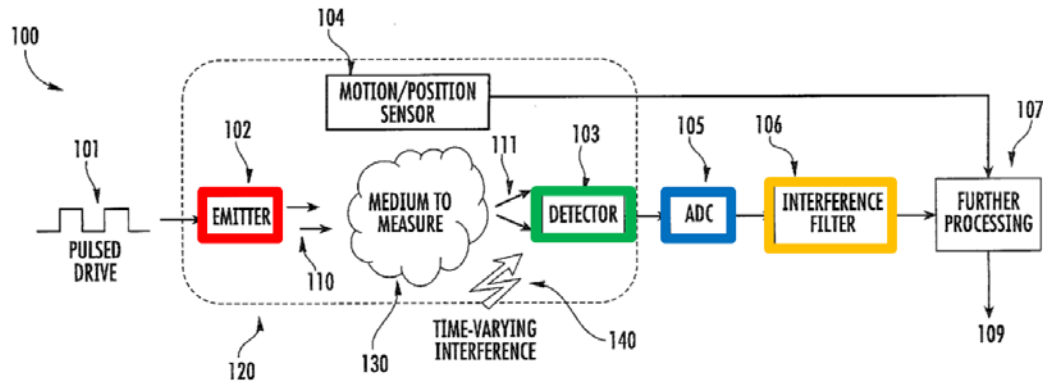 100
104
MOTION/POSITION
SENSOR
101
102
111
103
105
106
107
PULSED
DRIVE
EMITTER
MEDIUM TO
MEASURE
DETECTOR
ADC
INTERFERENCE
FILTER
FURTHER
PROCESSING
110
120
130
TIME-VARYING
INTERFERENCE
140
109